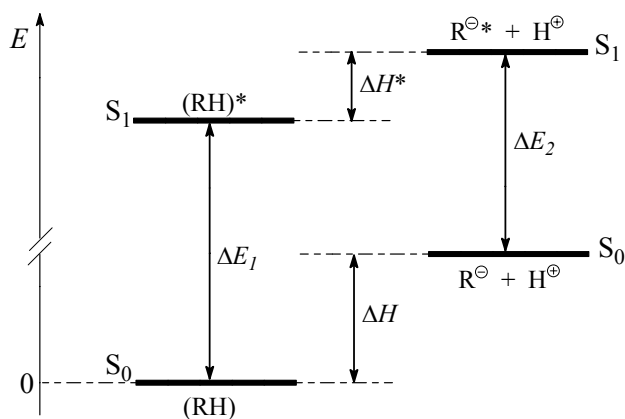 E
R⊖* + H⊕
S₁
ΔH*
(RH)*
S₁
ΔE₂
ΔE₁
S₀
ΔH
R⊖ + H⊕
S₀
0
(RH)